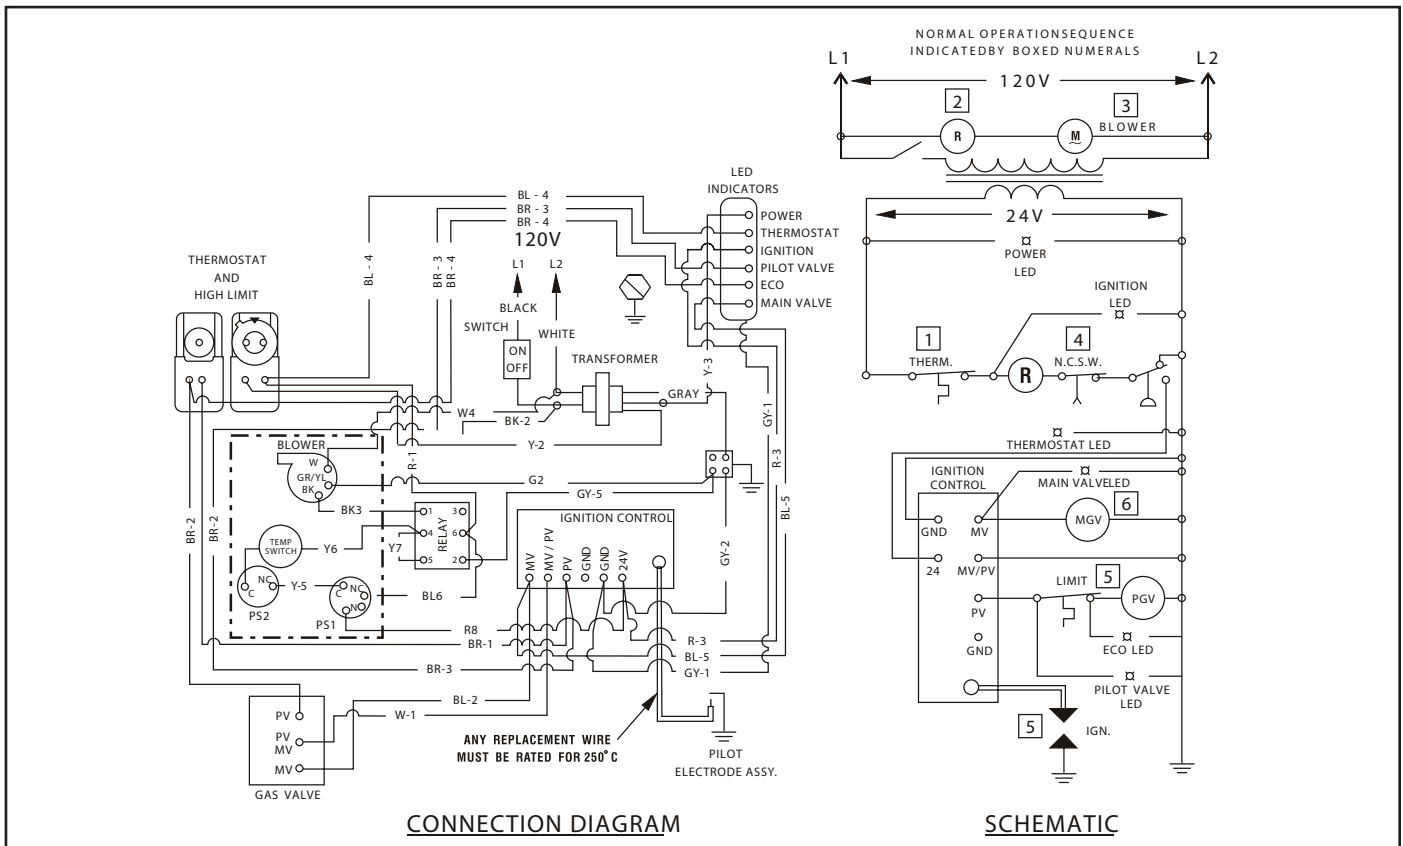 NORMAL OPERATIONSEQUENCE
INDICATEDBY BOXED NUMERALS
L1
L2
120V
2
3
BLOWER
R
M
~
24V
POWER
LED
IGNITION
LED
1
THERM.
4
N.C.S.W.
R
THERMOSTAT LED
IGNITION
CONTROL
MAIN VALVELED
6
GND
MV
MGV
24
MV/PV
LIMIT
5
PV
PGV
GND
ECO LED
PILOT VALVE
LED
5
IGN.
SCHEMATIC
LED
INDICATORS
POWER
THERMOSTAT
IGNITION
PILOT VALVE
ECO
MAIN VALVE
BL - 4
BR - 3
BR - 4
120V
L1
L2
BLACK
SWITCH
WHITE
ON
OFF
TRANSFORMER
THERMOSTAT
AND
HIGH LIMIT
BL - 4
BR - 3
BR - 4
GRAY
Y-3
W4
BK-2
Y-2
GY-1
R-3
BL-5
BLOWER
W
GR/YL
BK
R-1
G2
GY-5
BK3
1
3
4
6
5
2
RELAY
IGNITION CONTROL
MV
MV / PV
PV
GND
GND
24V
GY-2
BR-2
BR-2
TEMP
SWITCH
Y6
Y7
NC
C
Y-5
C
NC
N
PS2
PS1
BL6
R8
BR-1
BR-3
R-3
BL-5
GY-1
BL-2
W-1
PV
PV
MV
MV
GAS VALVE
ANY REPLACEMENT WIRE
MUST BE RATED FOR 250°C
PILOT
ELECTRODE ASSY.
CONNECTION DIAGRAM